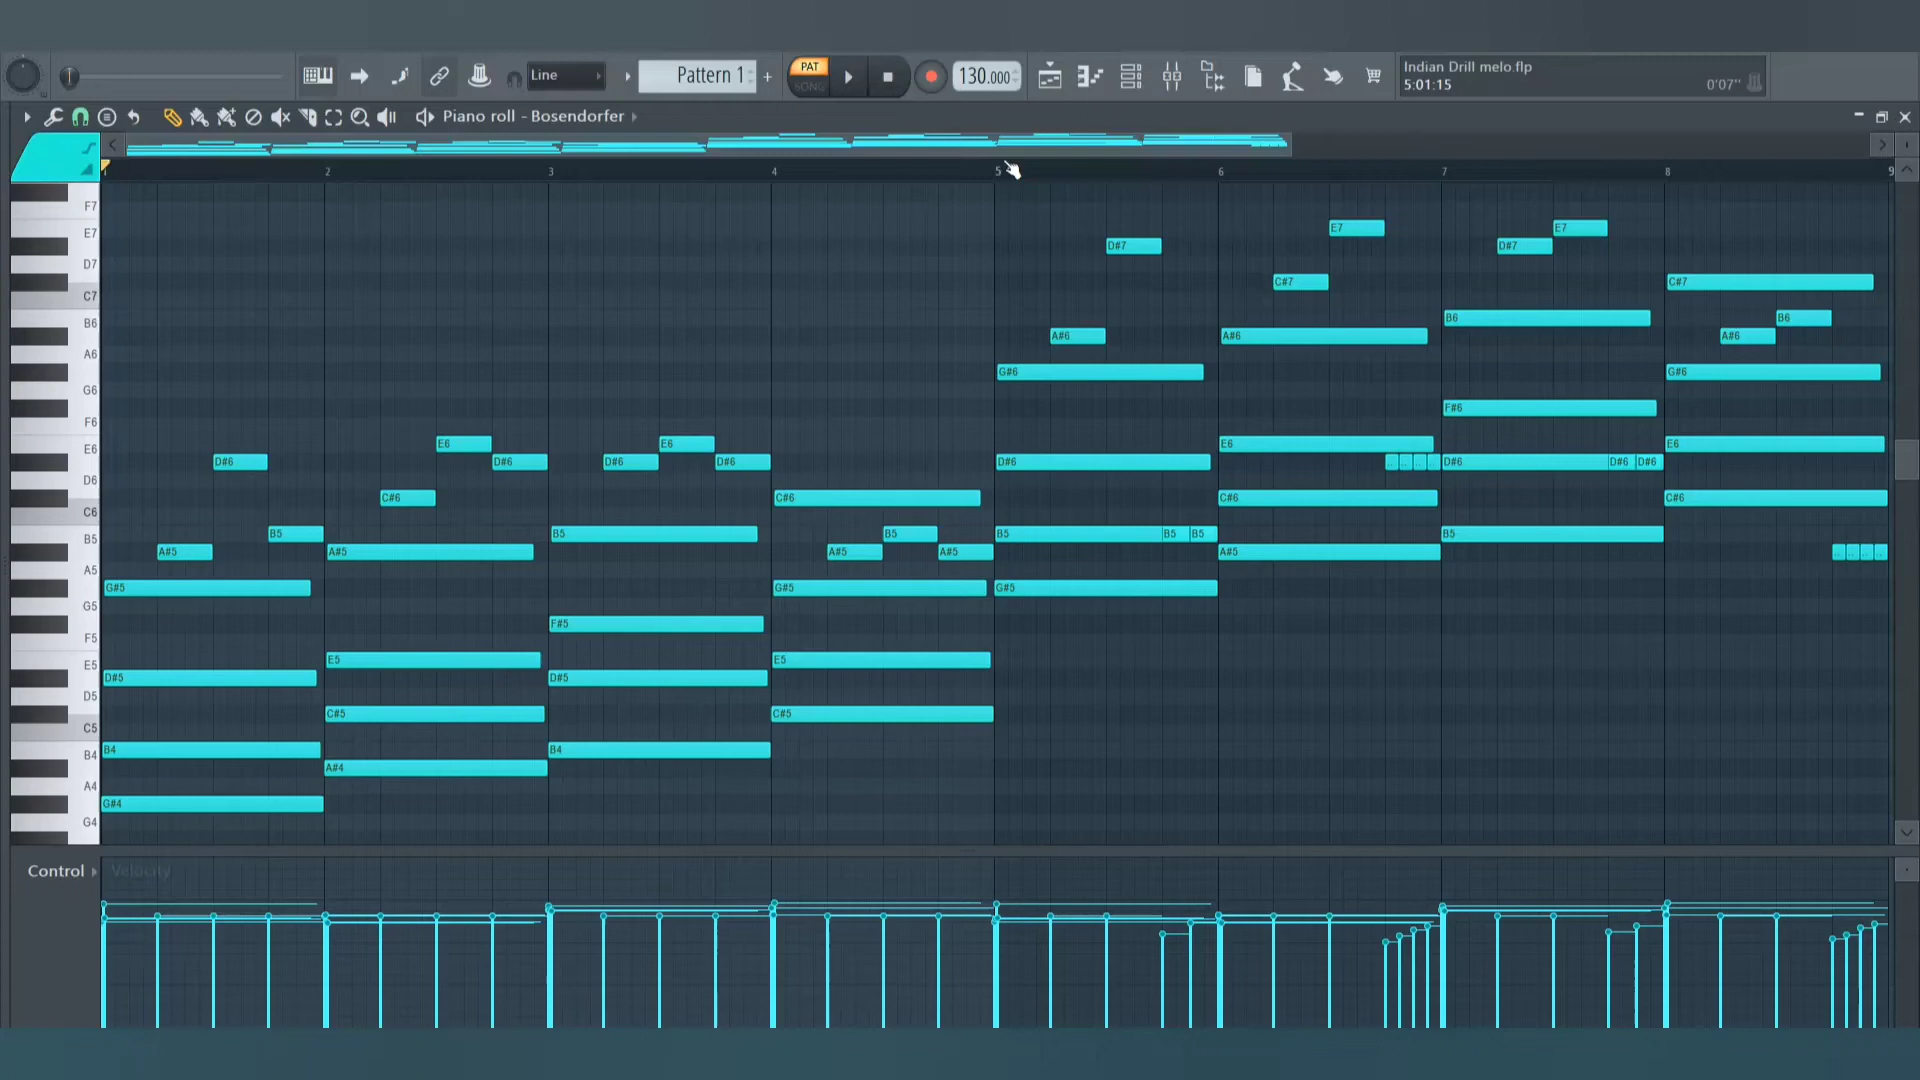 Line
Pattern 1
+
PAT
SONG
130.000
Indian Drill melo.flp
5:01:15
0'07"
Piano roll - Bosendorfer
1 2 3 4 5 6 7 8 9
F7
E7 E7 E7
D#7 D#7
D7
C#7 C#7
C7
B6 B6 B6
A#6 A#6 A#6
A6
G#6 G#6
G6
F#6
F6
E6 E6 E6 E6 E6
D#6 D#6 D#6 D#6 D#6 D#6 D#6 D#6
D6
C#6 C#6 C#6 C#6
C6
B5 B5 B5 B5 B5 B5 B5 B5
A#5 A#5 A#5 A#5 A#5
A5
G#5 G#5 G#5
G5
F#5
F5
E5 E5 E5
D#5 D#5
D5
C#5 C#5
C5
B4 B4 B4
A#4
A4
G#4
G4
Control Velocity